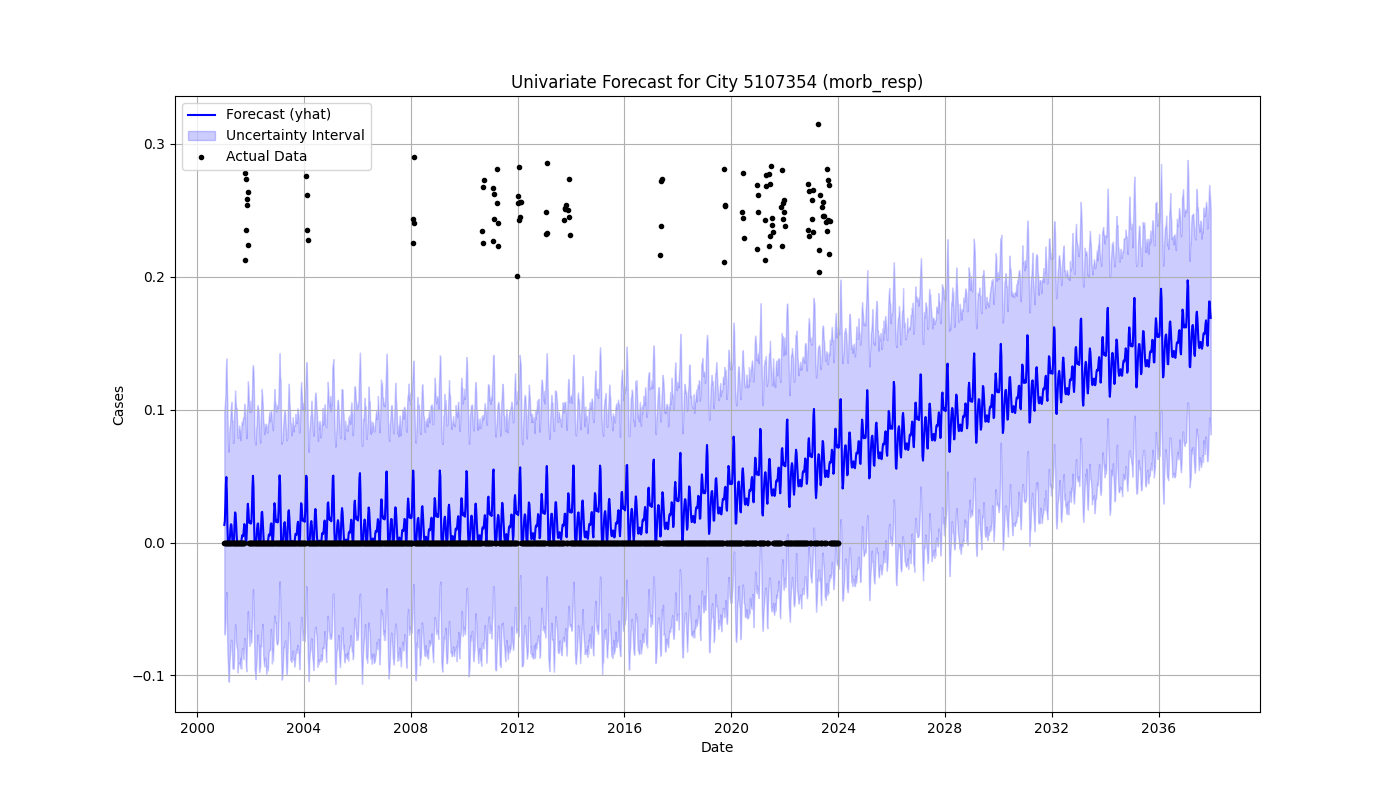 Univariate Forecast for City 5107354 (morb_resp)
Forecast (yhat)
Uncertainty Interval
Actual Data
0.3
0.2
0.1
0.0
−0.1
Cases
2000 2004 2008 2012 2016 2020 2024 2028 2032 2036
Date